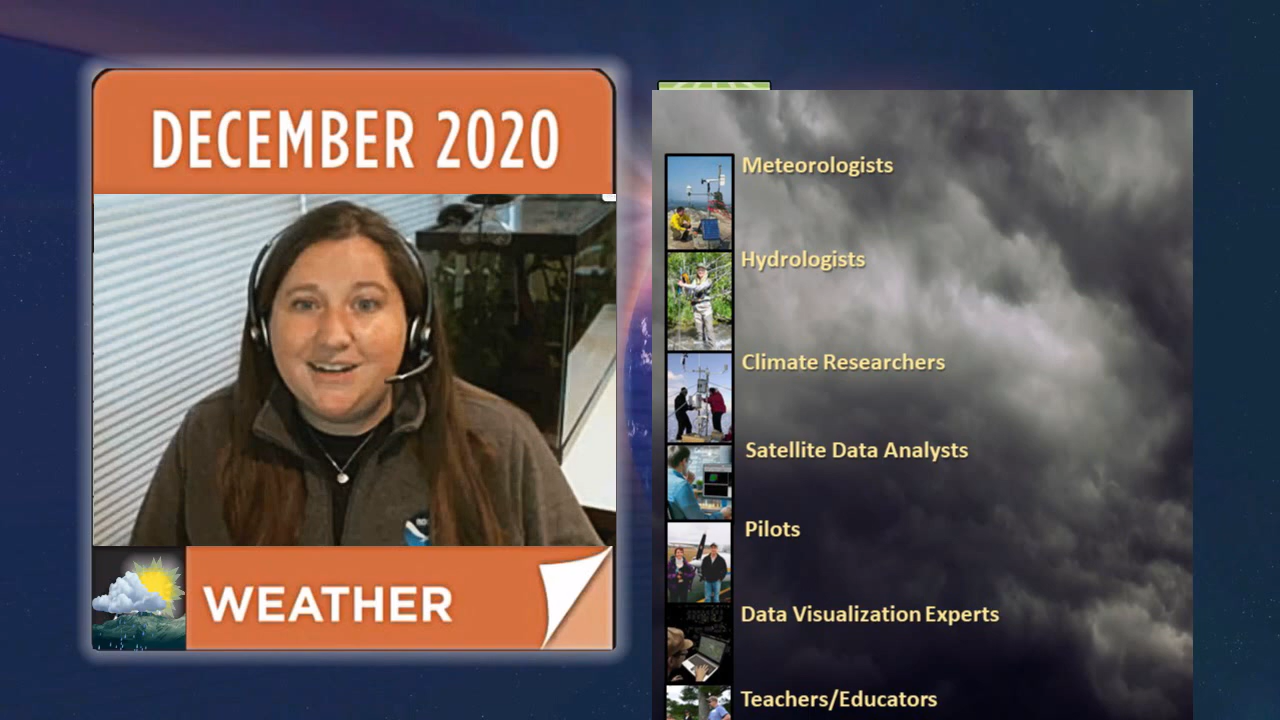 DECEMBER 2020
WEATHER
Meteorologists
Hydrologists
Climate Researchers
Satellite Data Analysts
Pilots
Data Visualization Experts
Teachers/Educators